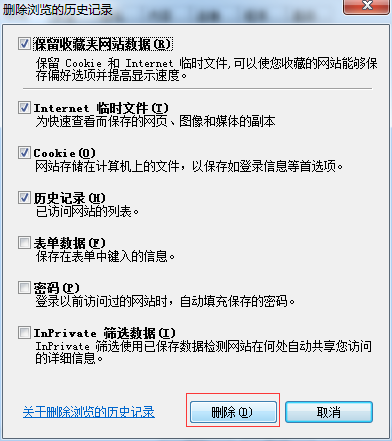 删除浏览的历史记录
保留收藏夹网站数据(R)
保留 Cookie 和 Internet 临时文件,可以使您收藏的网站能够保
存偏好选项并提高显示速度。
Internet 临时文件(T)
为快速查看而保存的网页、图像和媒体的副本
Cookie(O)
网站存储在计算机上的文件，以保存如登录信息等首选项。
历史记录(H)
已访问网站的列表。
表单数据(F)
保存在表单中键入的信息。
密码(P)
登录以前访问过的网站时，自动填充保存的密码。
InPrivate 筛选数据(I)
InPrivate 筛选使用已保存数据检测网站在何处自动共享您访问
的详细信息。
关于删除浏览的历史记录
删除(D)
取消